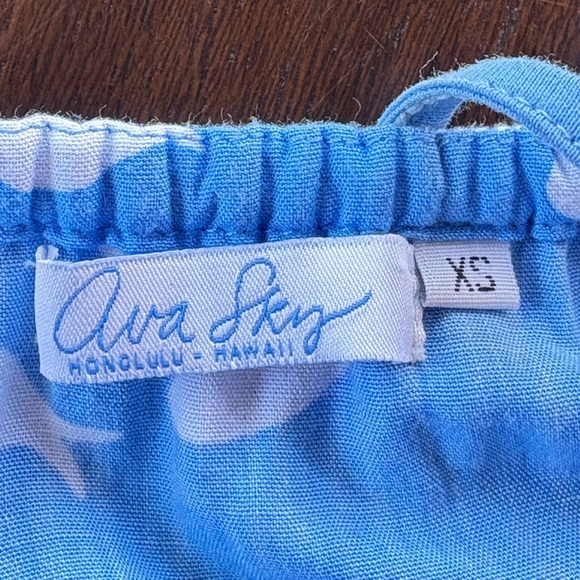 ava Sky
HONOLULU - HAWAII
XS